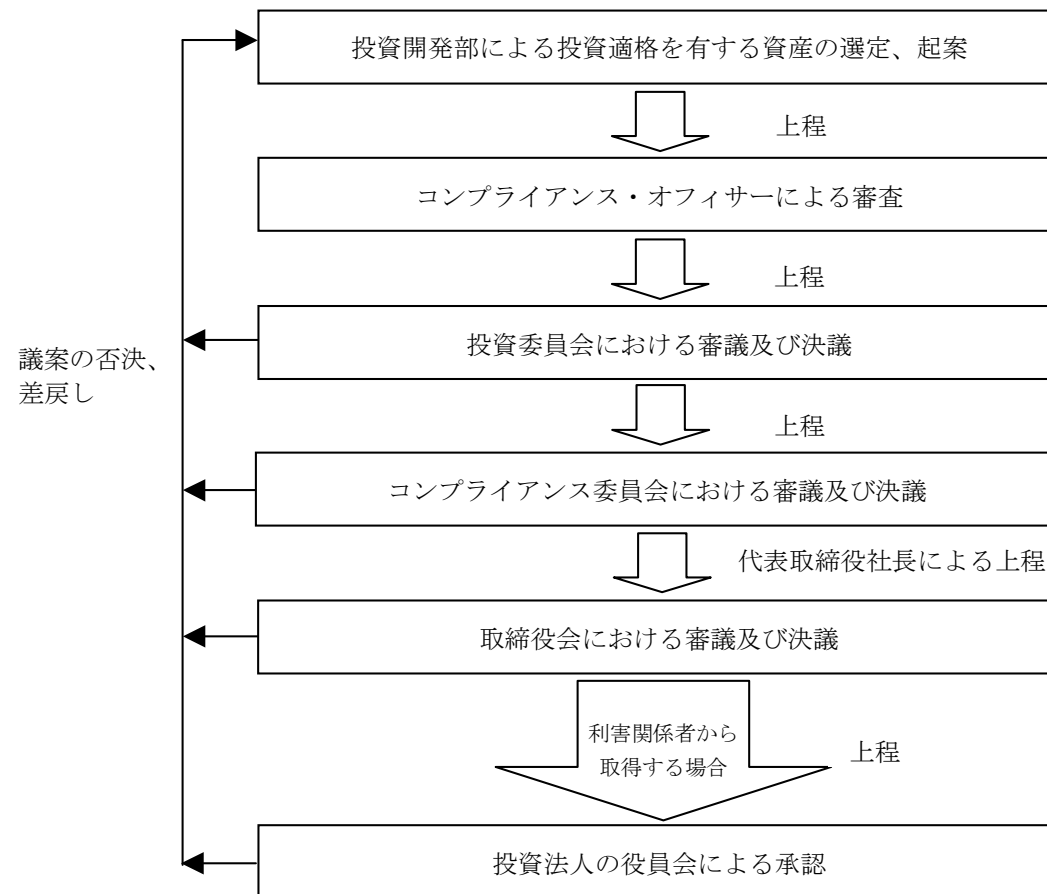 投資開発部による投資適格を有する資産の選定、起案
上程
コンプライアンス・オフィサーによる審査
上程
投資委員会における審議及び決議
議案の否決、
差戻し
上程
コンプライアンス委員会における審議及び決議
代表取締役社長による上程
取締役会における審議及び決議
利害関係者から
取得する場合
上程
投資法人の役員会による承認